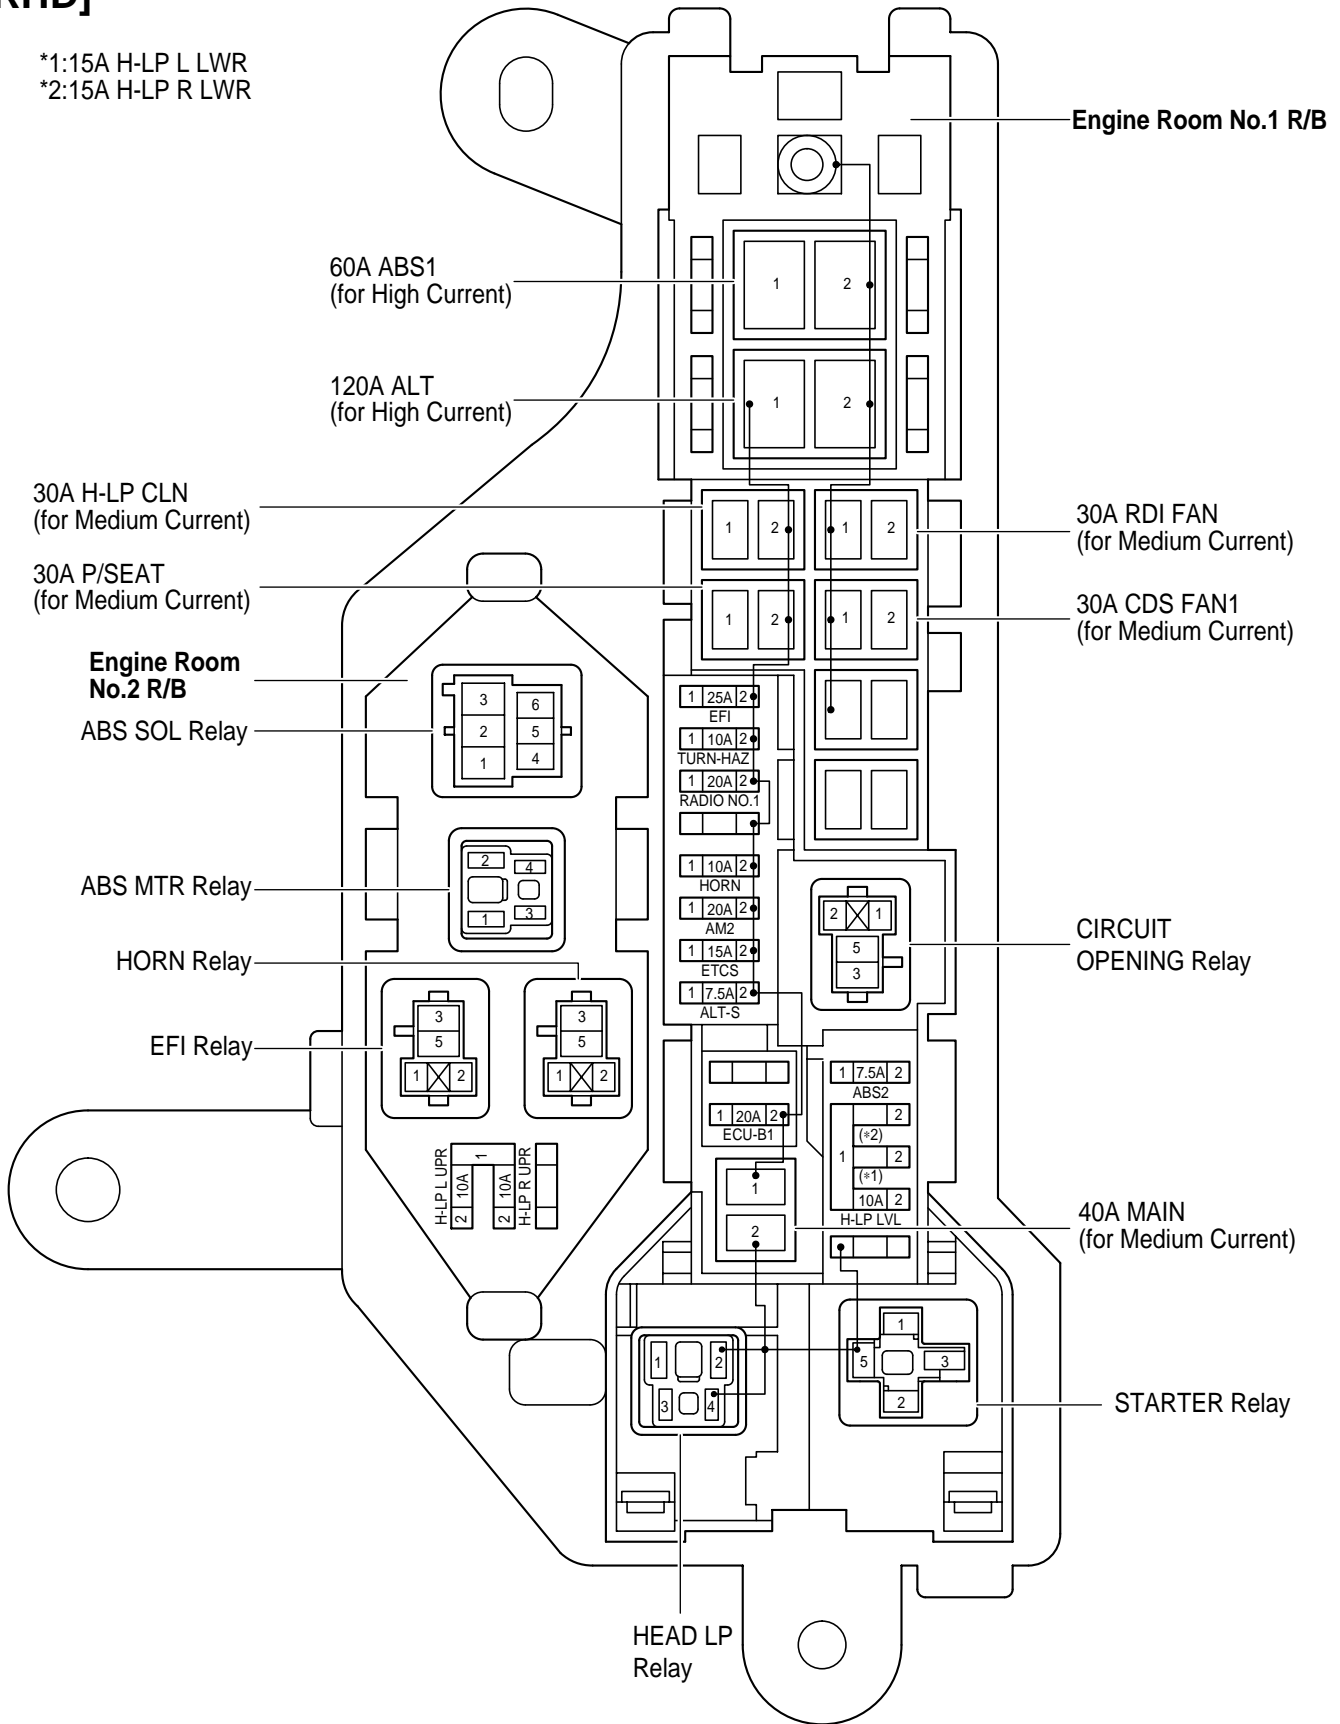 RHD]
*1:15A H-LP L LWR
*2:15A H-LP R LWR
Engine Room No.1 R/B
60A ABS1
(for High Current)
1 2
120A ALT
(for High Current)
1 2
30A H-LP CLN
(for Medium Current)
1 2
1 2
30A RDI FAN
(for Medium Current)
30A P/SEAT
(for Medium Current)
1 2
1 2
30A CDS FAN1
(for Medium Current)
Engine Room
No.2 R/B
ABS SOL Relay
3 6
2 5
1 4
1 25A 2
EFI
1 10A 2
TURN-HAZ
1 20A 2
RADIO NO.1
1 10A 2
HORN
1 20A 2
AM2
1 15A 2
ETCS
1 7.5A 2
ALT-S
ABS MTR Relay
2 4
1 3
2 1
5
3
CIRCUIT
OPENING Relay
HORN Relay
EFI Relay
3
5
1 2
3
5
1 2
1 20A 2
ECU-B1
1 7.5A 2
ABS2
2
(*2)
1 2
(*1)
10A 2
H-LP LVL
H-LP L UPR
2 10A
1
2 10A
H-LP R UPR
1
2
40A MAIN
(for Medium Current)
1 2
3 4
1
5 3
2
STARTER Relay
HEAD LP
Relay